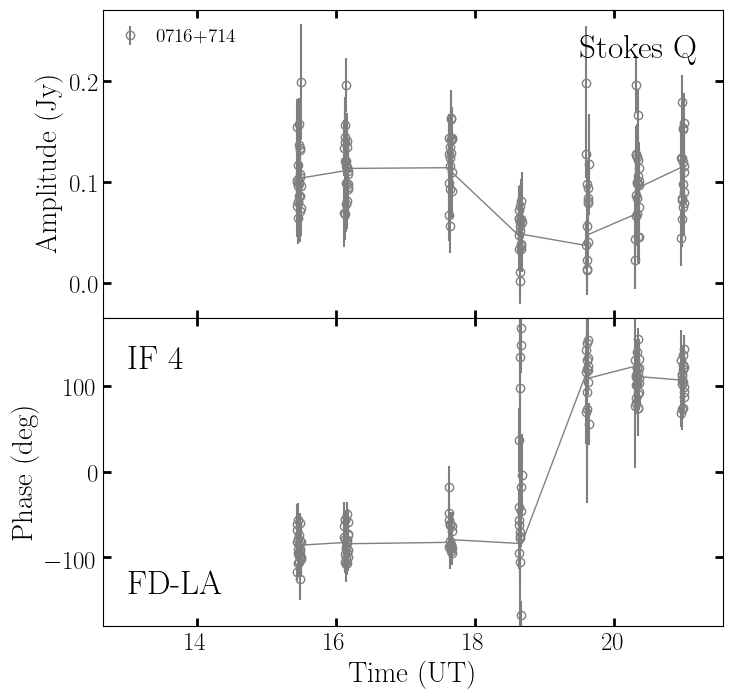 0716+714
Stokes Q
Amplitude (Jy)
0.2
0.1
0.0
IF 4
Phase (deg)
100
0
−100
FD-LA
14
16
18
20
Time (UT)